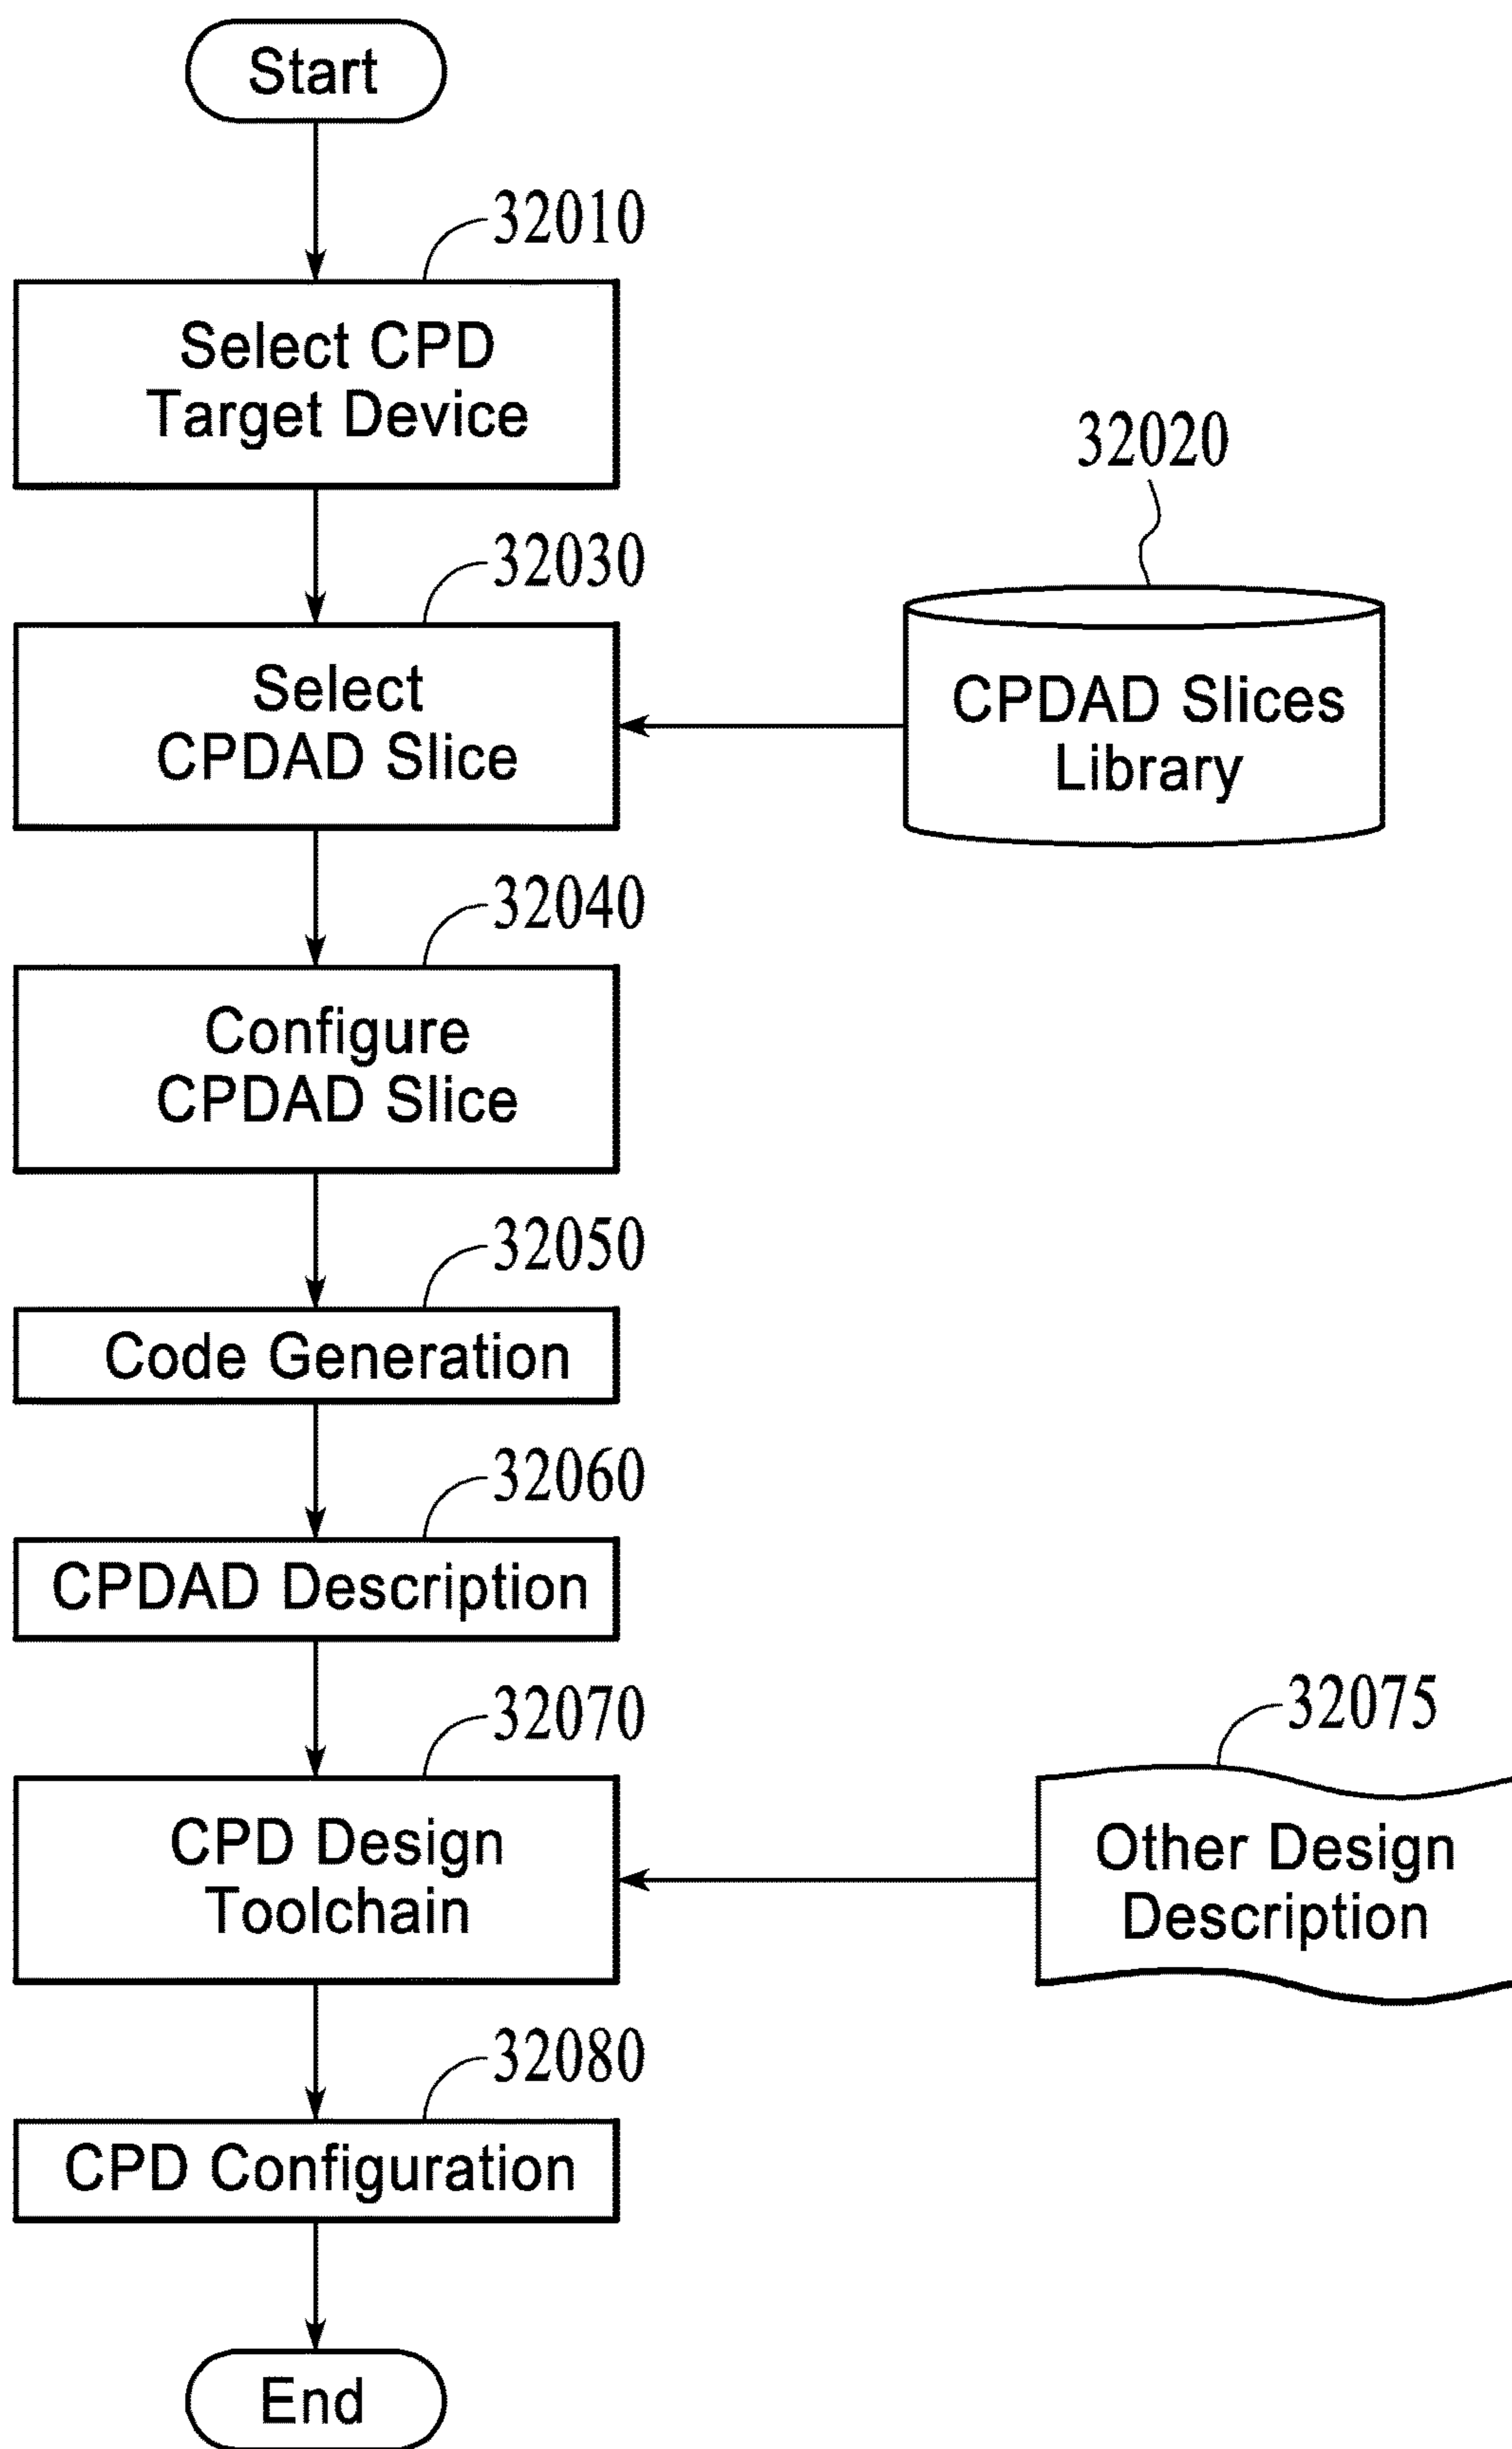 Start
32010
Select CPD
Target Device
32020
32030
Select
CPDAD Slice
CPDAD Slices
Library
32040
Configure
CPDAD Slice
32050
Code Generation
32060
CPDAD Description
32070
32075
CPD Design
Toolchain
Other Design
Description
32080
CPD Configuration
End